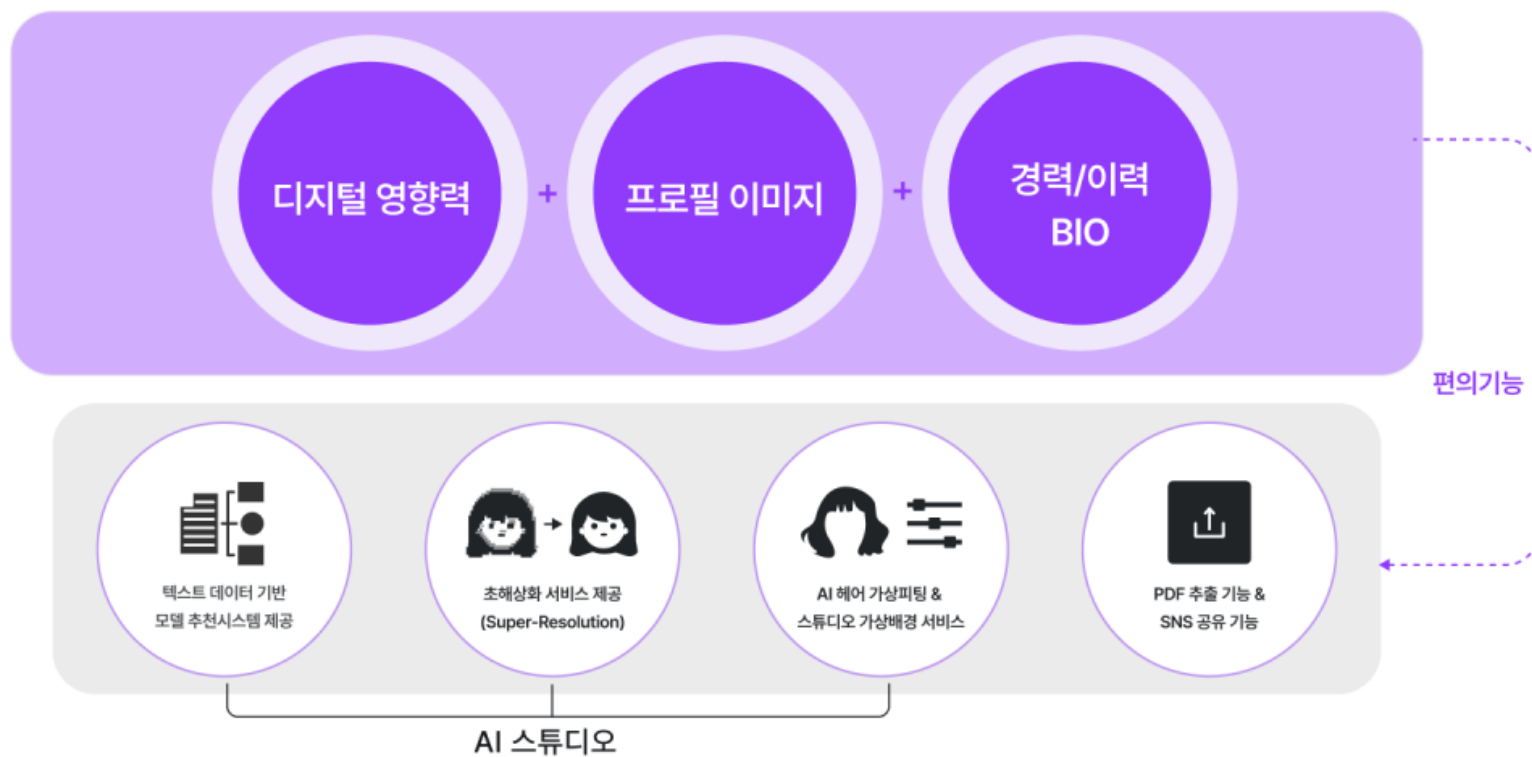 디지털 영향력
+
프로필 이미지
+
경력/이력
BIO
편의기능
텍스트 데이터 기반
모델 추천시스템 제공
초해상화 서비스 제공
(Super-Resolution)
AI 헤어 가상피팅 &
스튜디오 가상배경 서비스
PDF 추출 기능 &
SNS 공유 기능
AI 스튜디오